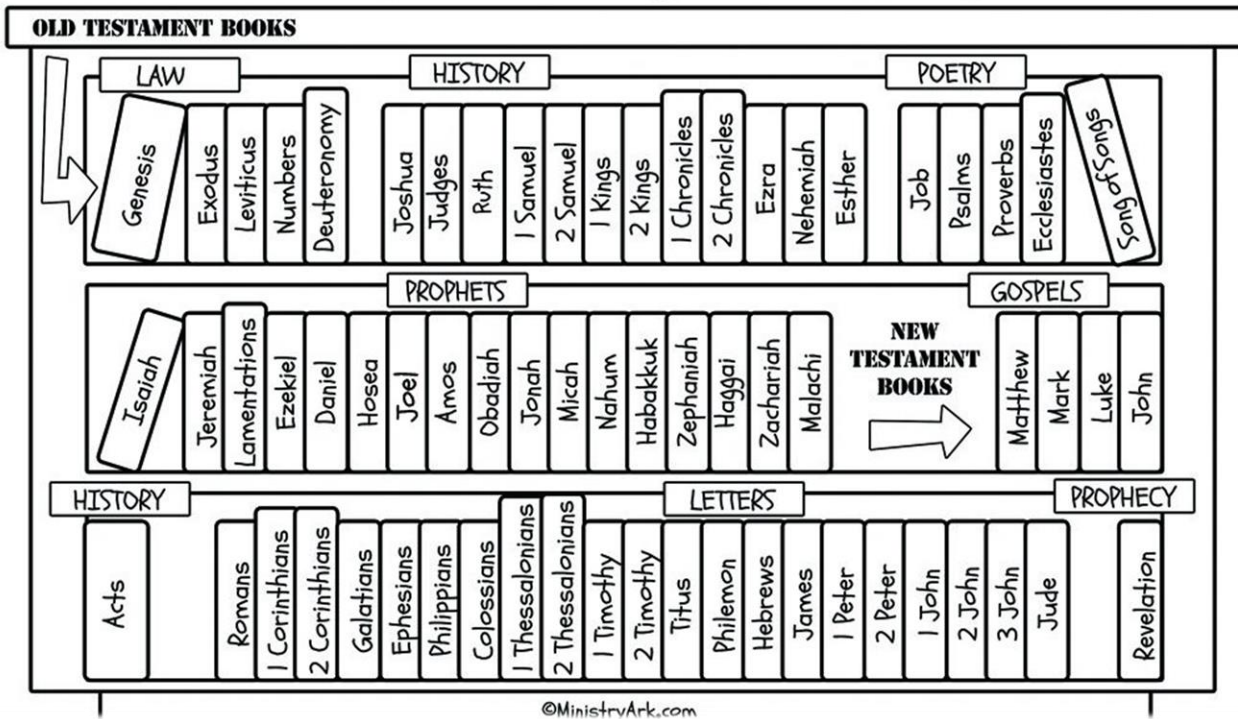 OLD TESTAMENT BOOKS
LAW
Genesis
Exodus
Leviticus
Numbers
Deuteronomy
HISTORY
Joshua
Judges
Ruth
1 Samuel
2 Samuel
1 Kings
2 Kings
1 Chronicles
2 Chronicles
Ezra
Nehemiah
Esther
POETRY
Job
Psalms
Proverbs
Ecclesiastes
Song of Songs
PROPHETS
Isaiah
Jeremiah
Lamentations
Ezekiel
Daniel
Hosea
Joel
Amos
Obadiah
Jonah
Micah
Nahum
Habakkuk
Zephaniah
Haggai
Zachariah
Malachi
NEW
TESTAMENT
BOOKS
GOSPELS
Matthew
Mark
Luke
John
HISTORY
Acts
LETTERS
Romans
1 Corinthians
2 Corinthians
Galatians
Ephesians
Philippians
Colossians
1 Thessalonians
2 Thessalonians
1 Timothy
2 Timothy
Titus
Philemon
Hebrews
James
1 Peter
2 Peter
1 John
2 John
3 John
Jude
PROPHECY
Revelation
©MinistryArk.com